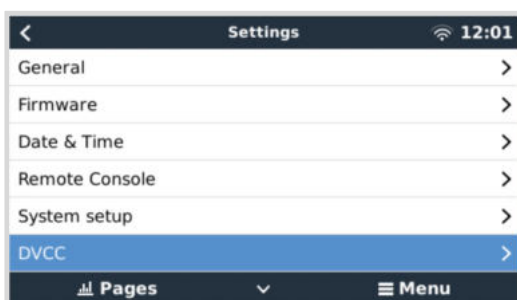 Settings 12:01
General
Firmware
Date & Time
Remote Console
System setup
DVCC
Pages Menu